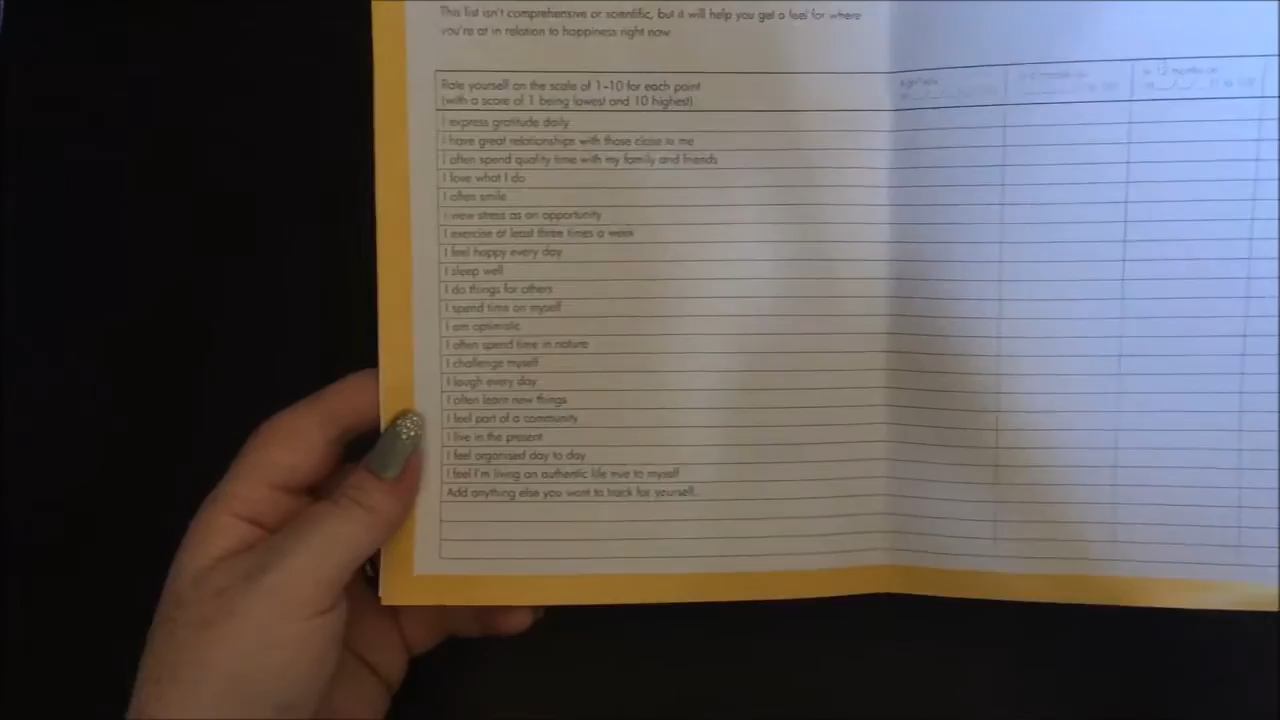 This list isn't comprehensive or scientific, but it will help you get a feel for where
you're at in relation to happiness right now
Rate yourself on the scale of 1-10 for each point
(with a score of 1 being lowest and 10 highest)
12 months on
I express gratitude daily
I have great relationships with those close to me
I often spend quality time with my family and friends
I love what I do
I often smile
I view stress as an opportunity
I exercise at least three times a week
I feel happy every day
I sleep well
I do things for others
I spend time on myself
I am optimistic
I often spend time in nature
I challenge myself
I laugh every day
I often learn new things
I feel part of a community
I live in the present
I feel organised day to day
I feel I'm living an authentic life true to myself
Add anything else you want to track for yourself...